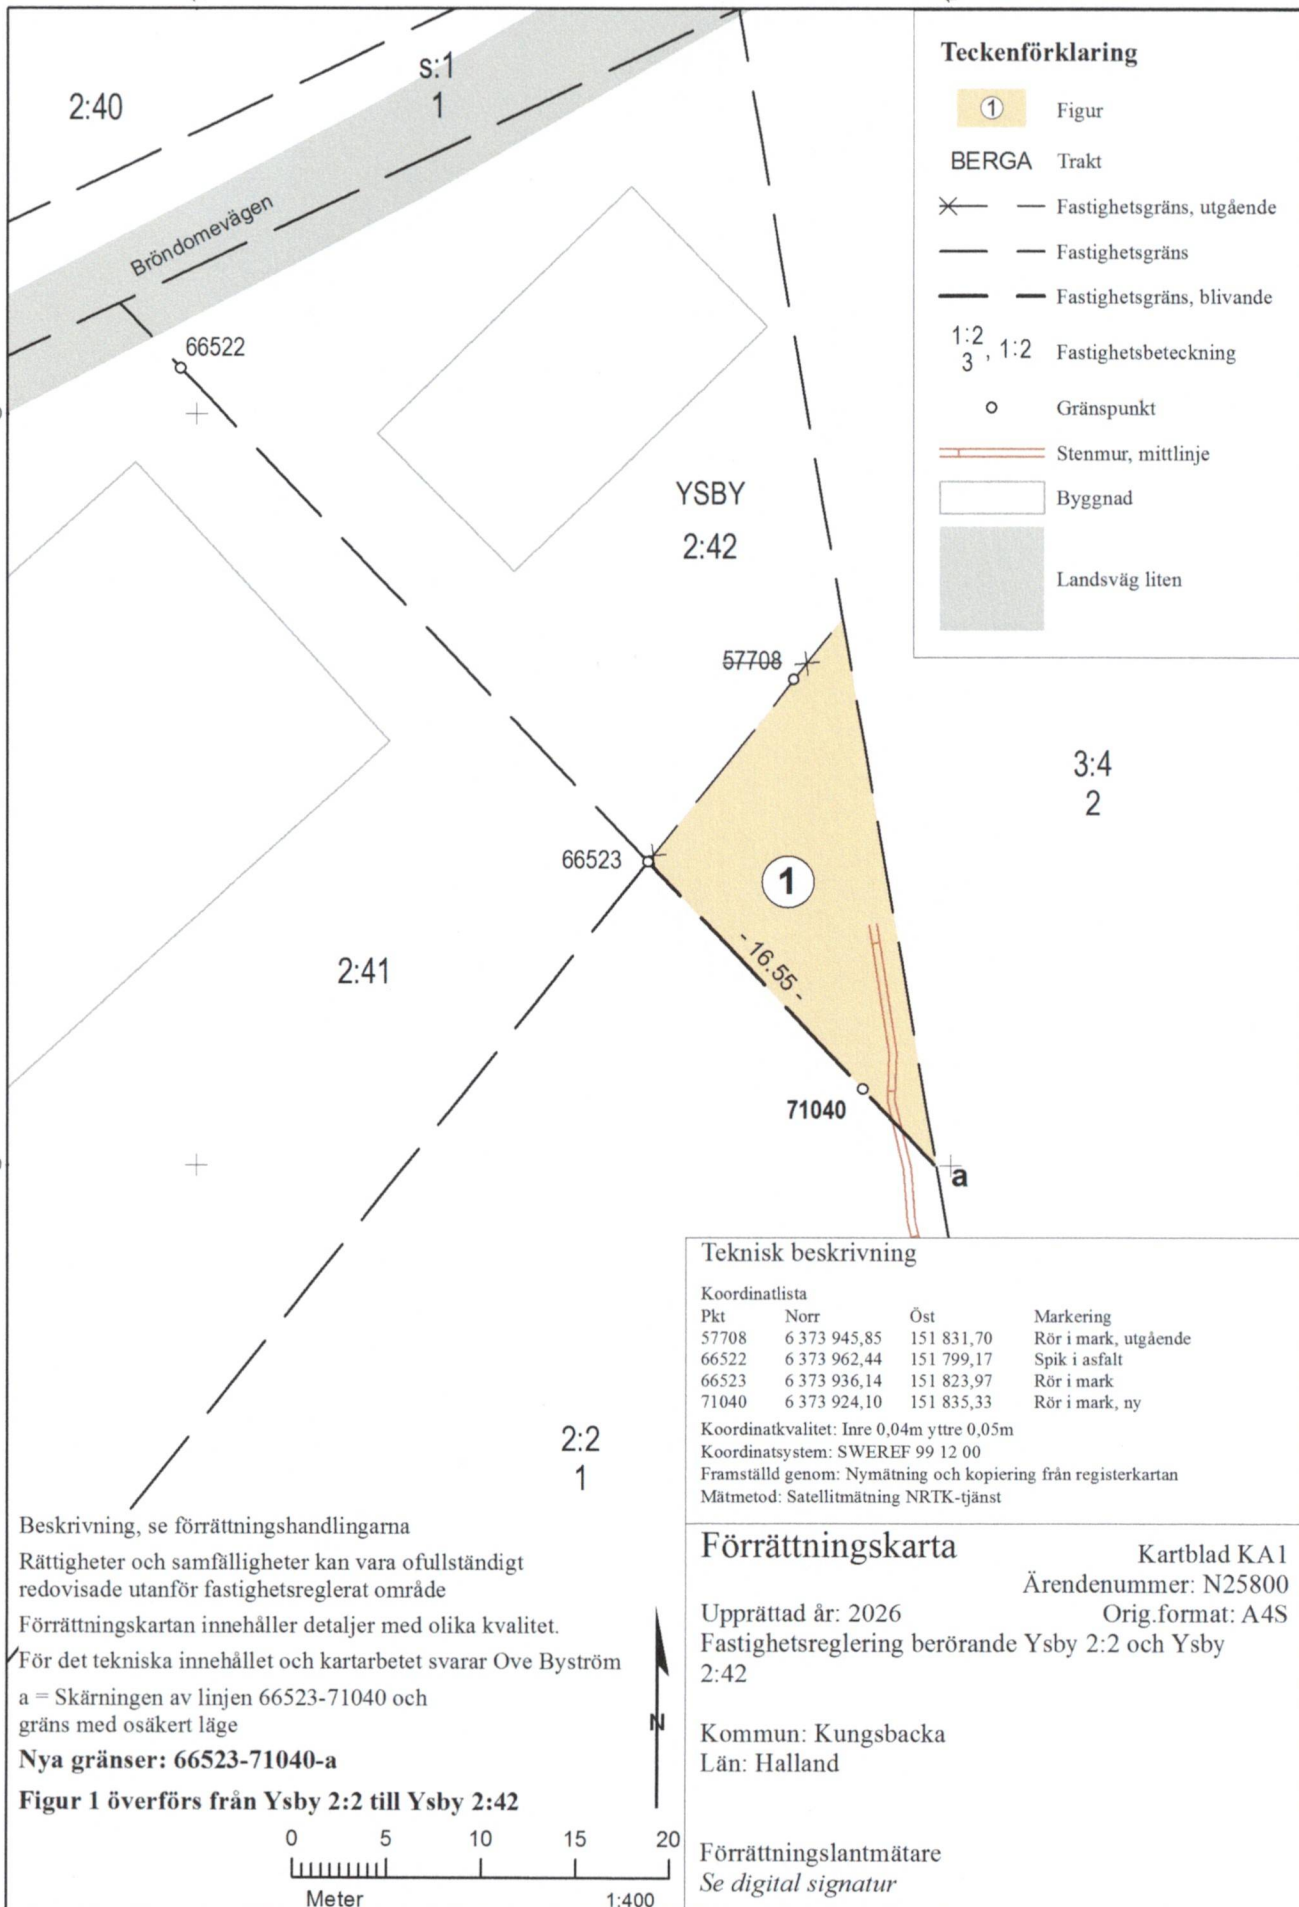 s:1
1
2:40
Bröndomevägen
66522
YSBY
2:42
57708
66523
1
3:4
2
2:41
- 16.55 -
71040
a
2:2
1
Teckenförklaring
1 Figur
BERGA Trakt
Fastighetsgräns, utgående
Fastighetsgräns
Fastighetsgräns, blivande
1:2
3 , 1:2 Fastighetsbeteckning
Gränspunkt
Stenmur, mittlinje
Byggnad
Landsväg liten
Teknisk beskrivning
Koordinatlista
Pkt Norr Öst Markering
57708 6 373 945,85 151 831,70 Rör i mark, utgående
66522 6 373 962,44 151 799,17 Spik i asfalt
66523 6 373 936,14 151 823,97 Rör i mark
71040 6 373 924,10 151 835,33 Rör i mark, ny
Koordinatkvalitet: Inre 0,04m yttre 0,05m
Koordinatsystem: SWEREF 99 12 00
Framställd genom: Nymätning och kopiering från registerkartan
Mätmetod: Satellitmätning NRTK-tjänst
Beskrivning, se förrättningshandlingarna
Rättigheter och samfälligheter kan vara ofullständigt
redovisade utanför fastighetsreglerat område
Förrättningskartan innehåller detaljer med olika kvalitet.
För det tekniska innehållet och kartarbetet svarar Ove Byström
a = Skärningen av linjen 66523-71040 och
gräns med osäkert läge
Nya gränser: 66523-71040-a
Figur 1 överförs från Ysby 2:2 till Ysby 2:42
N
0 5 10 15 20
Meter 1:400
Förrättningskarta
Kartblad KA1
Ärendenummer: N25800
Upprättad år: 2026 Orig.format: A4S
Fastighetsreglering berörande Ysby 2:2 och Ysby
2:42
Kommun: Kungsbacka
Län: Halland
Förrättningslantmätare
Se digital signatur